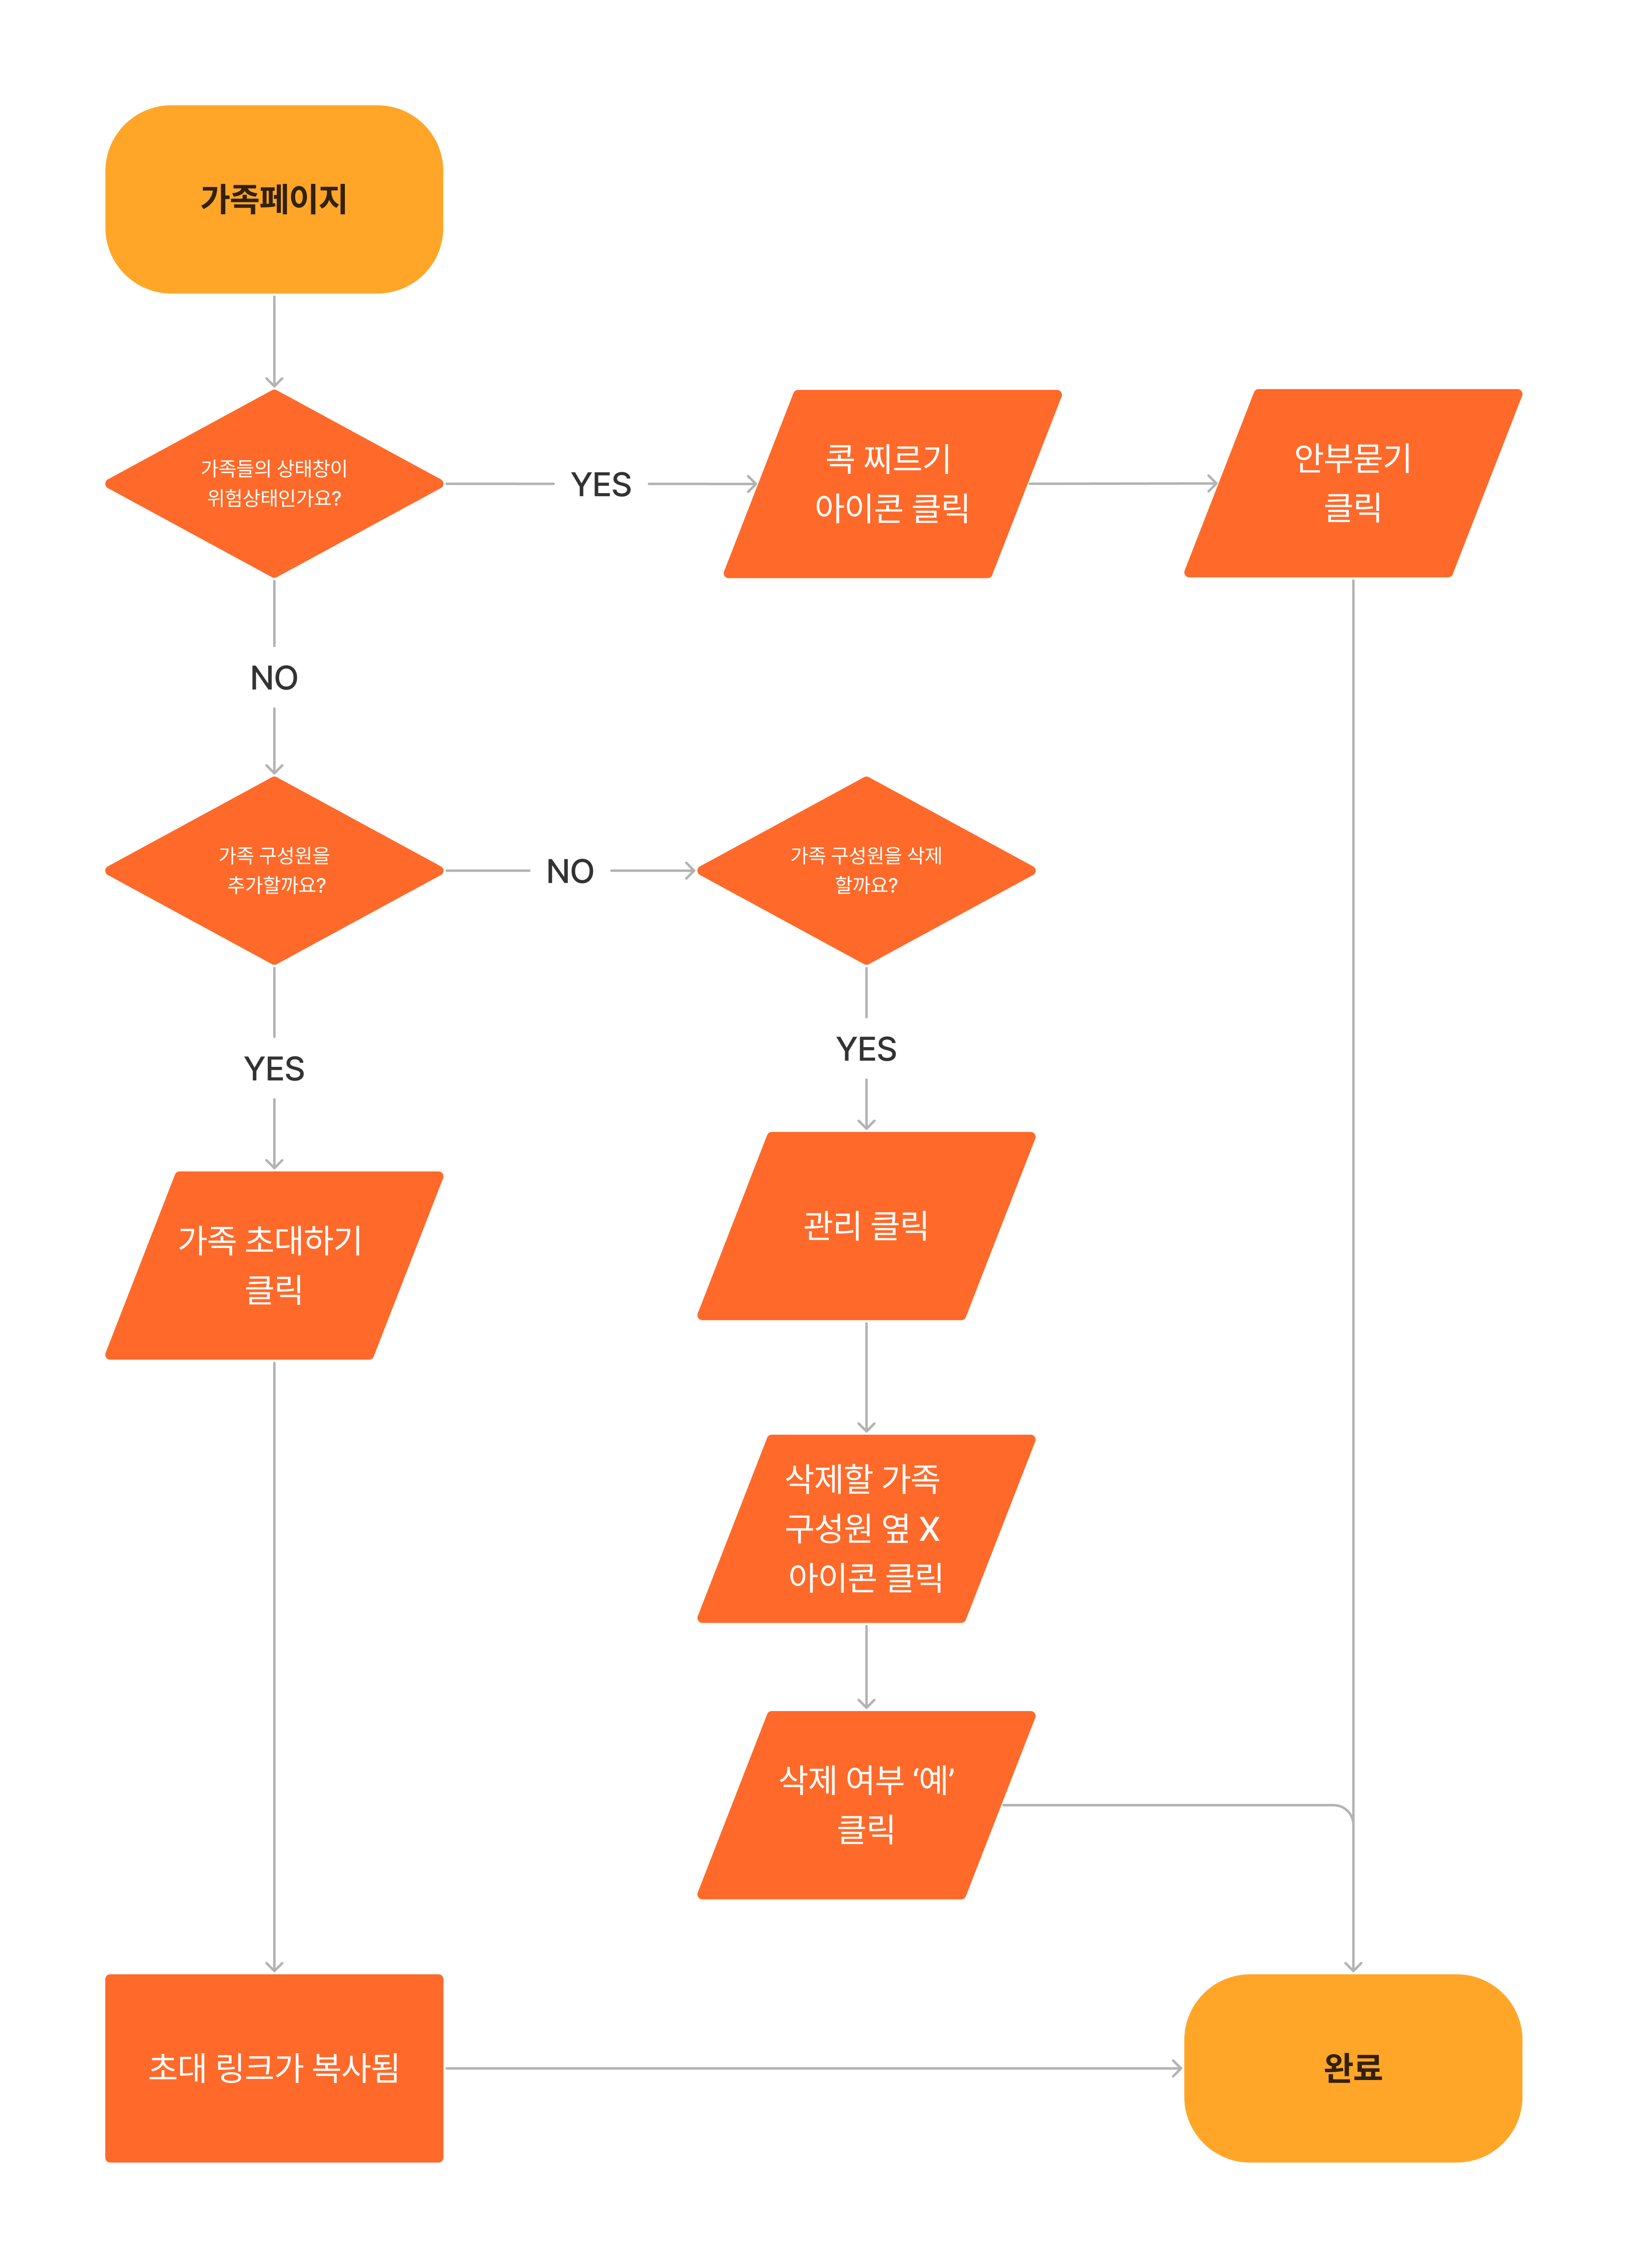 가족페이지
가족들의 상태창이
위험상태인가요?
YES
콕 찌르기
아이콘 클릭
안부묻기
클릭
NO
가족 구성원을
추가할까요?
NO
가족 구성원을 삭제
할까요?
YES
YES
가족 초대하기
클릭
관리 클릭
삭제할 가족
구성원 옆 X
아이콘 클릭
삭제 여부 ‘예’
클릭
초대 링크가 복사됨
완료